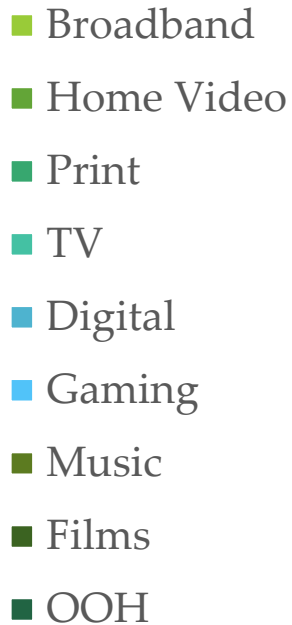 Broadband
Home Video
Print
TV
Digital
Gaming
Music
Films
OOH